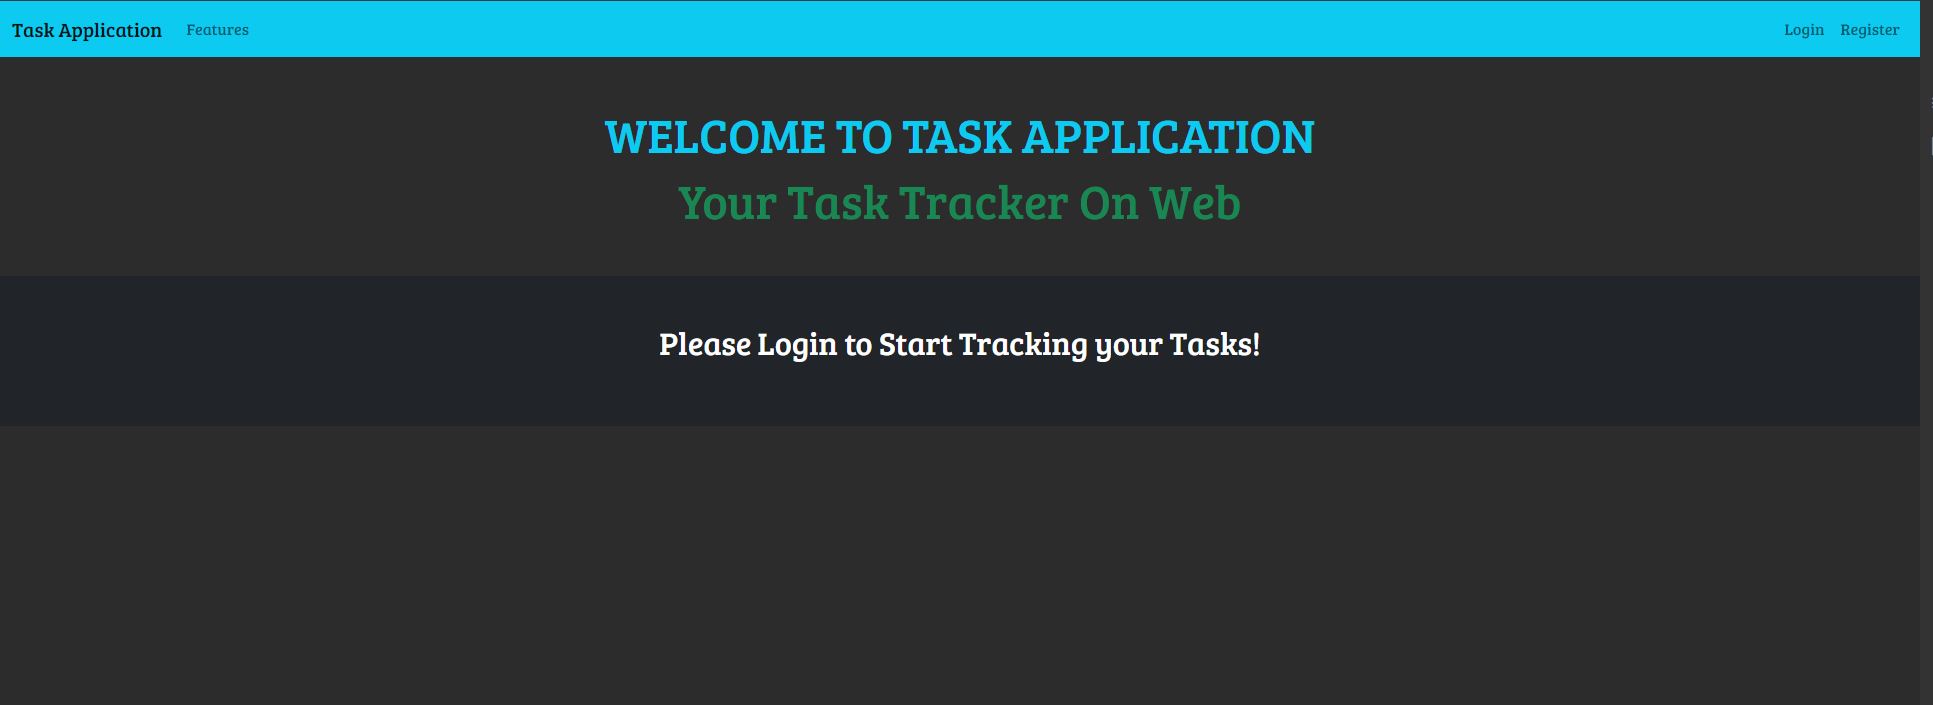 Task Application Features Login Register
WELCOME TO TASK APPLICATION
Your Task Tracker On Web
Please Login to Start Tracking your Tasks!